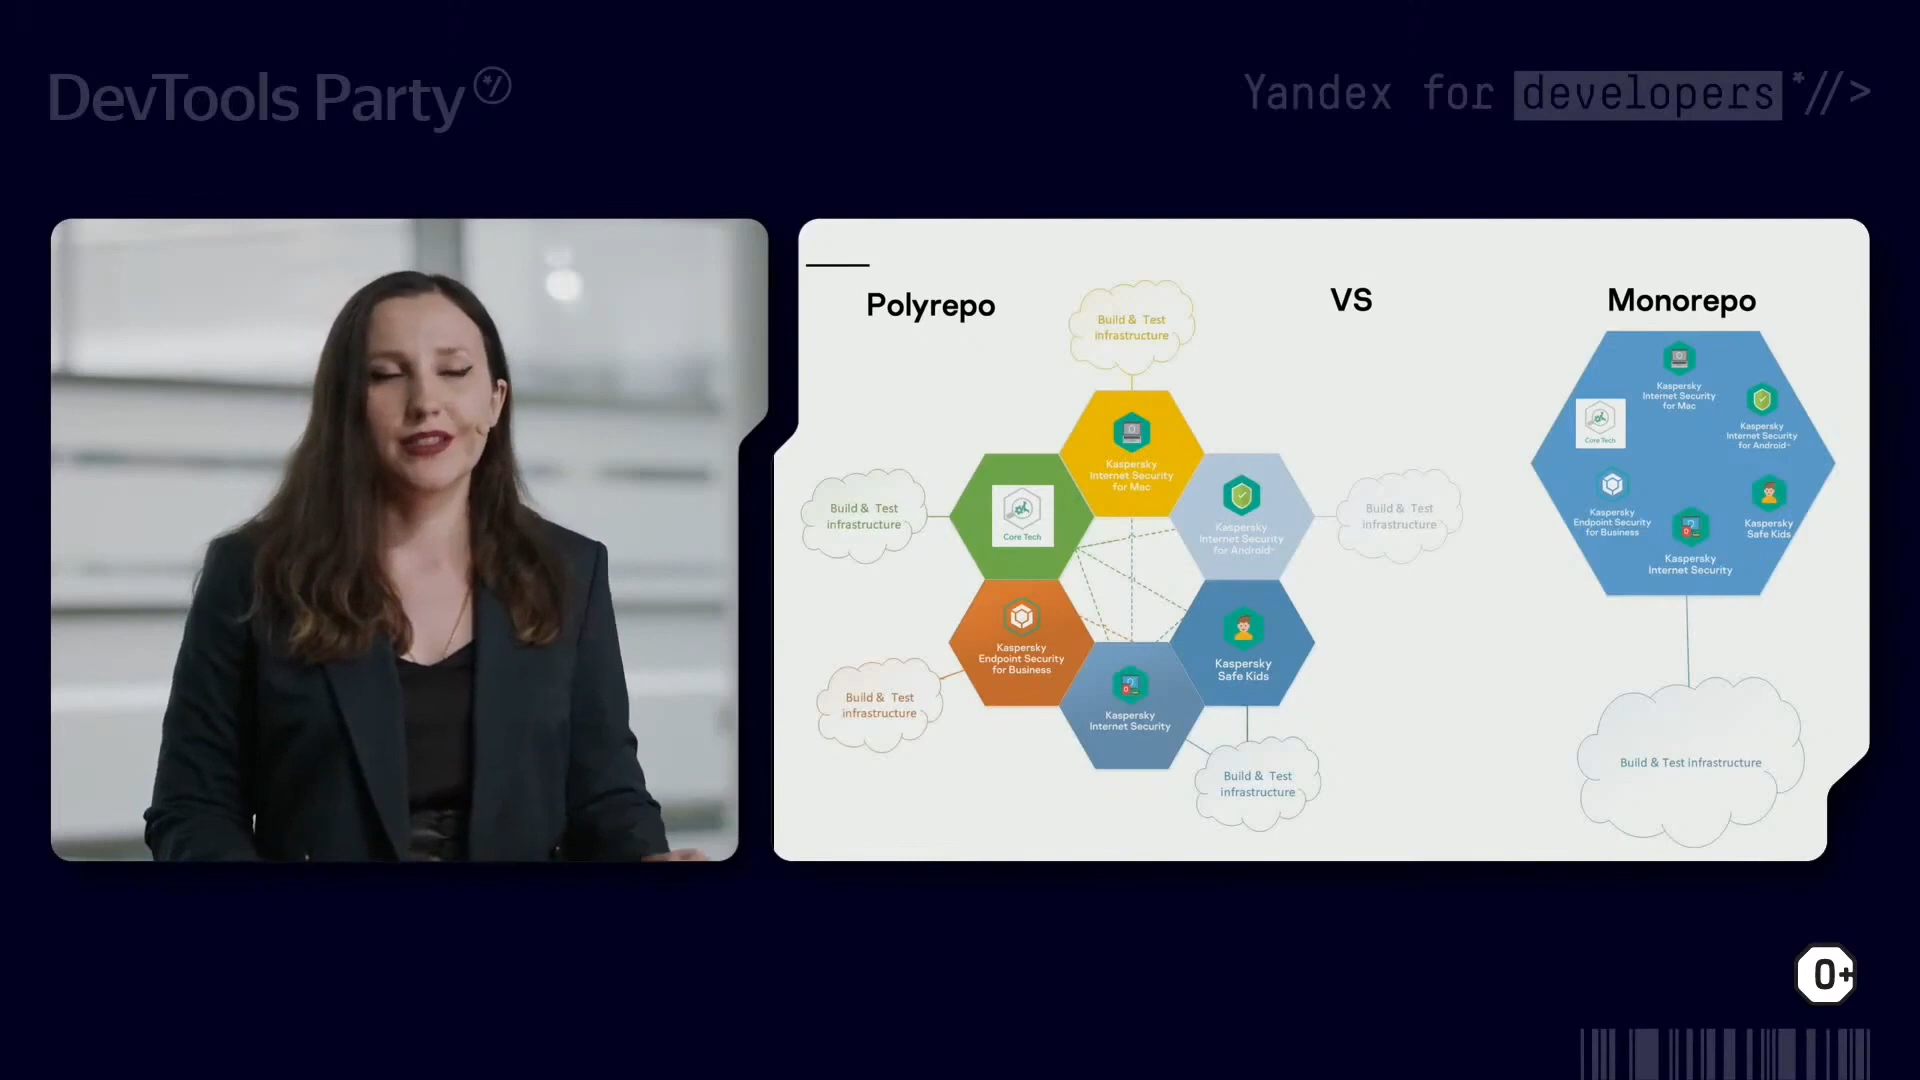 DevTools Party */
Yandex for developers *//>
Polyrepo
VS
Monorepo
Build & Test
infrastructure
Kaspersky
Internet Security
for Mac
Core Tech
Build & Test
infrastructure
Kaspersky
Internet Security
for Android
Build & Test
infrastructure
Kaspersky
Endpoint Security
for Business
Build & Test
infrastructure
Kaspersky
Internet Security
Kaspersky
Safe Kids
Build & Test
infrastructure
Kaspersky
Internet Security
for Mac
Core Tech
Kaspersky
Internet Security
for Android
Kaspersky
Endpoint Security
for Business
Kaspersky
Internet Security
Kaspersky
Safe Kids
Build & Test infrastructure
0+